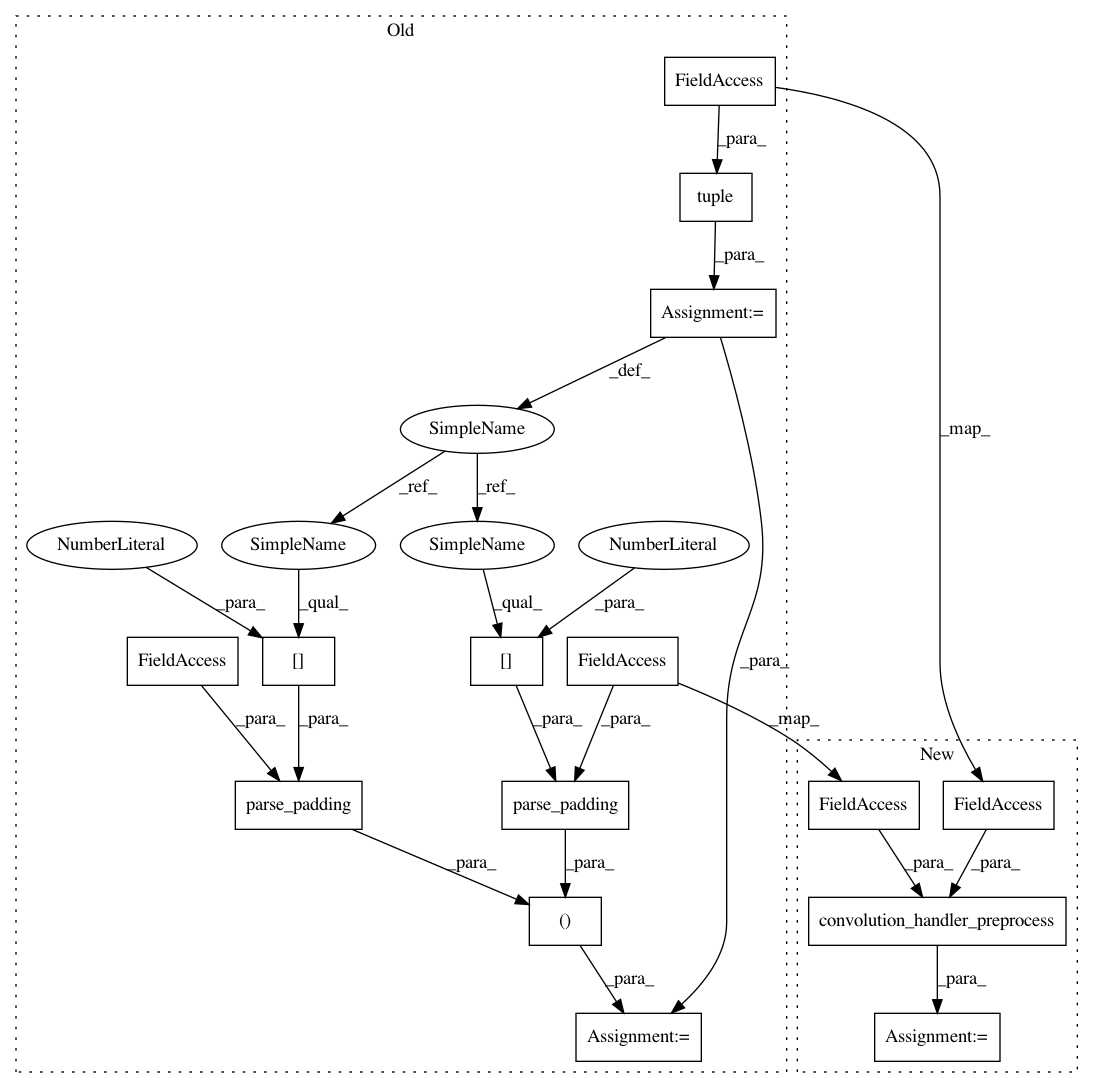 Old
FieldAccess
_para_
tuple
_para_
Assignment:=
_def_
SimpleName
_map_
_ref_
_ref_
NumberLiteral
SimpleName
SimpleName
NumberLiteral
_para_
_qual_
_qual_
_para_
FieldAccess
[]
[]
FieldAccess
_para_
_para_
_para_
_para_
_para_
_map_
New
parse_padding
parse_padding
FieldAccess
FieldAccess
_para_
_para_
_para_
_para_
()
convolution_handler_preprocess
_para_
_para_
Assignment:=
Assignment:=